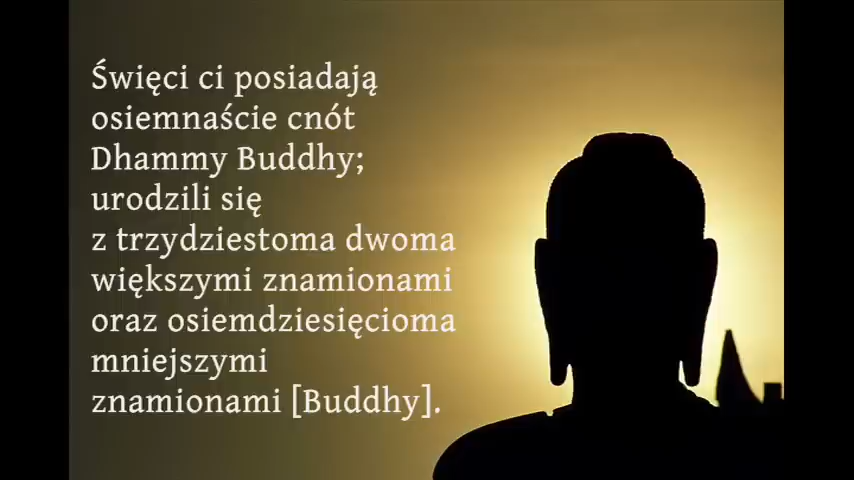 Święci ci posiadają
osiemnaście cnót
Dhammy Buddhy;
urodzili się
z trzydziestoma dwoma
większymi znamionami
oraz osiemdziesięcioma
mniejszymi
znamionami [Buddhy].